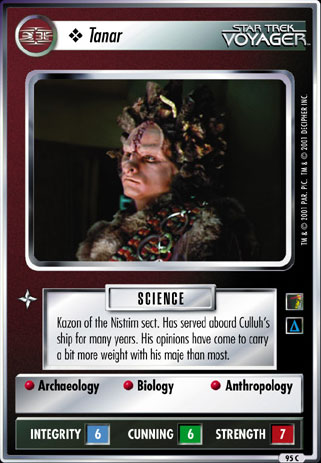 ❖ Tanar
STAR TREK
VOYAGER™
TM & © 2001 PAR. P.C. TM & © 2001 DECIPHER INC.
SCIENCE
Kazon of the Nistrim sect. Has served aboard Culluh's
ship for many years. His opinions have come to carry
a bit more weight with his maje than most.
Archaeology Biology Anthropology
INTEGRITY 6 CUNNING 6 STRENGTH 7
95 C